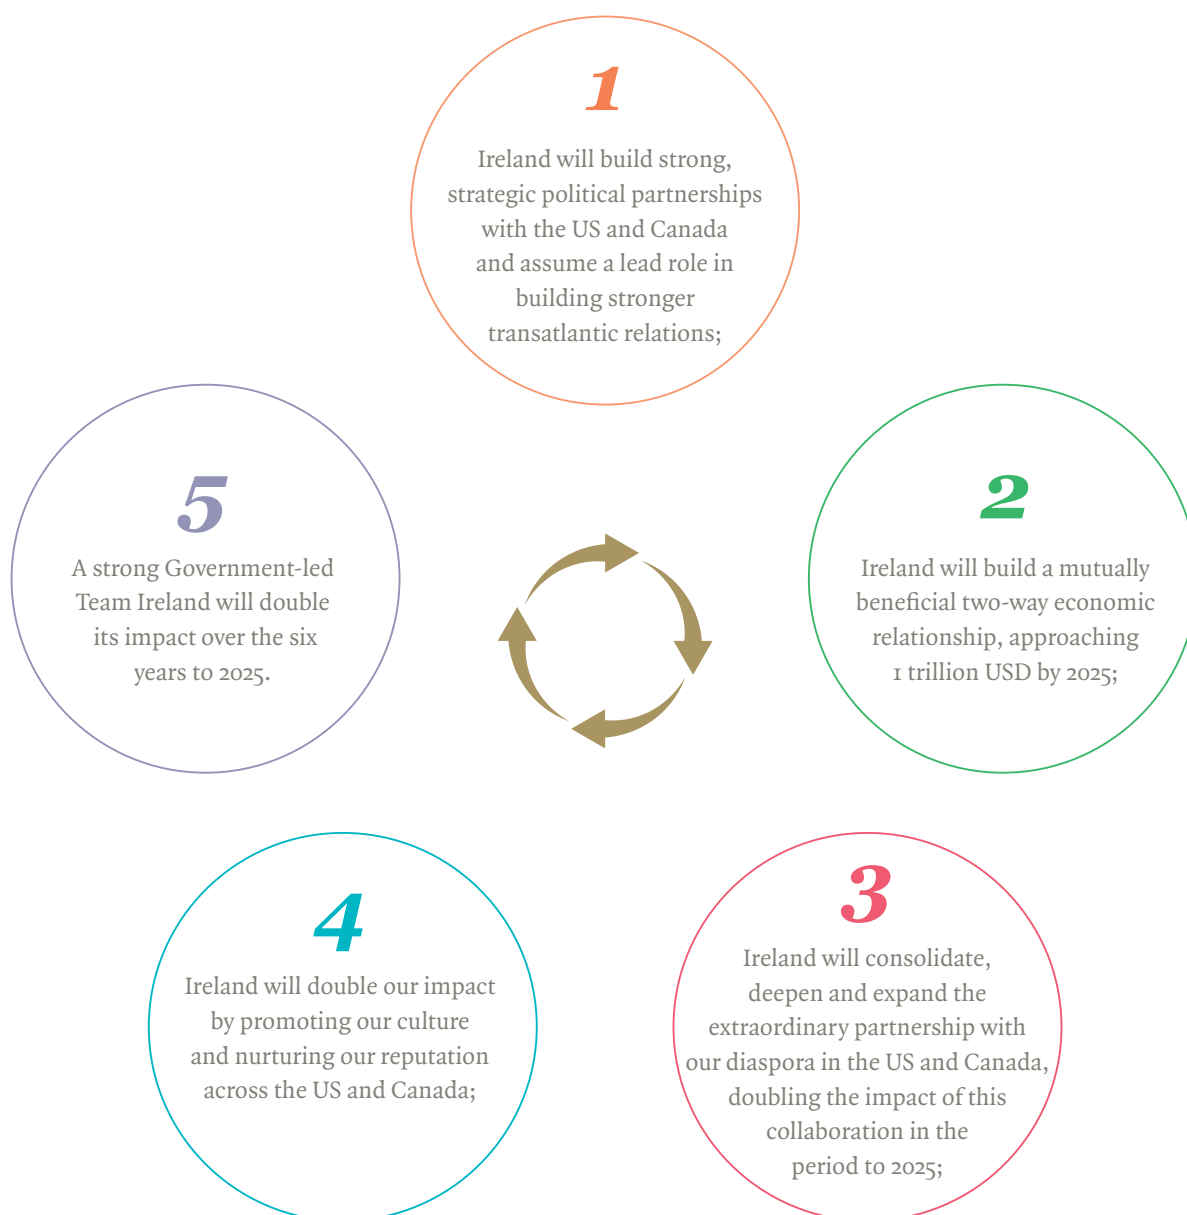 1
Ireland will build strong,
strategic political partnerships
with the US and Canada
and assume a lead role in
building stronger
transatlantic relations;
2
Ireland will build a mutually
beneficial two-way economic
relationship, approaching
1 trillion USD by 2025;
3
Ireland will consolidate,
deepen and expand the
extraordinary partnership with
our diaspora in the US and Canada,
doubling the impact of this
collaboration in the
period to 2025;
4
Ireland will double our impact
by promoting our culture
and nurturing our reputation
across the US and Canada;
5
A strong Government-led
Team Ireland will double
its impact over the six
years to 2025.